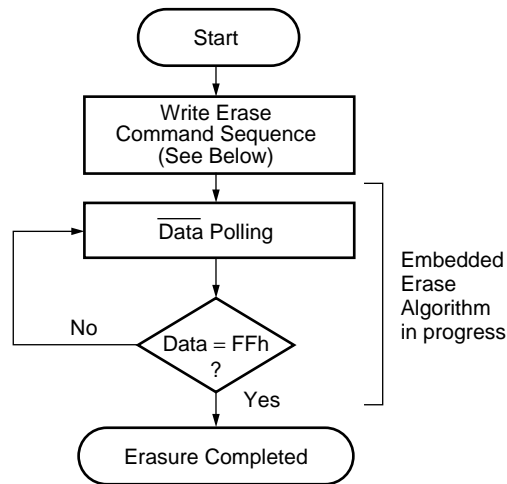 Start
Write Erase
Command Sequence
(See Below)
Data Polling
Embedded
Erase
Algorithm
in progress
No
Data = FFh
?
Yes
Erasure Completed